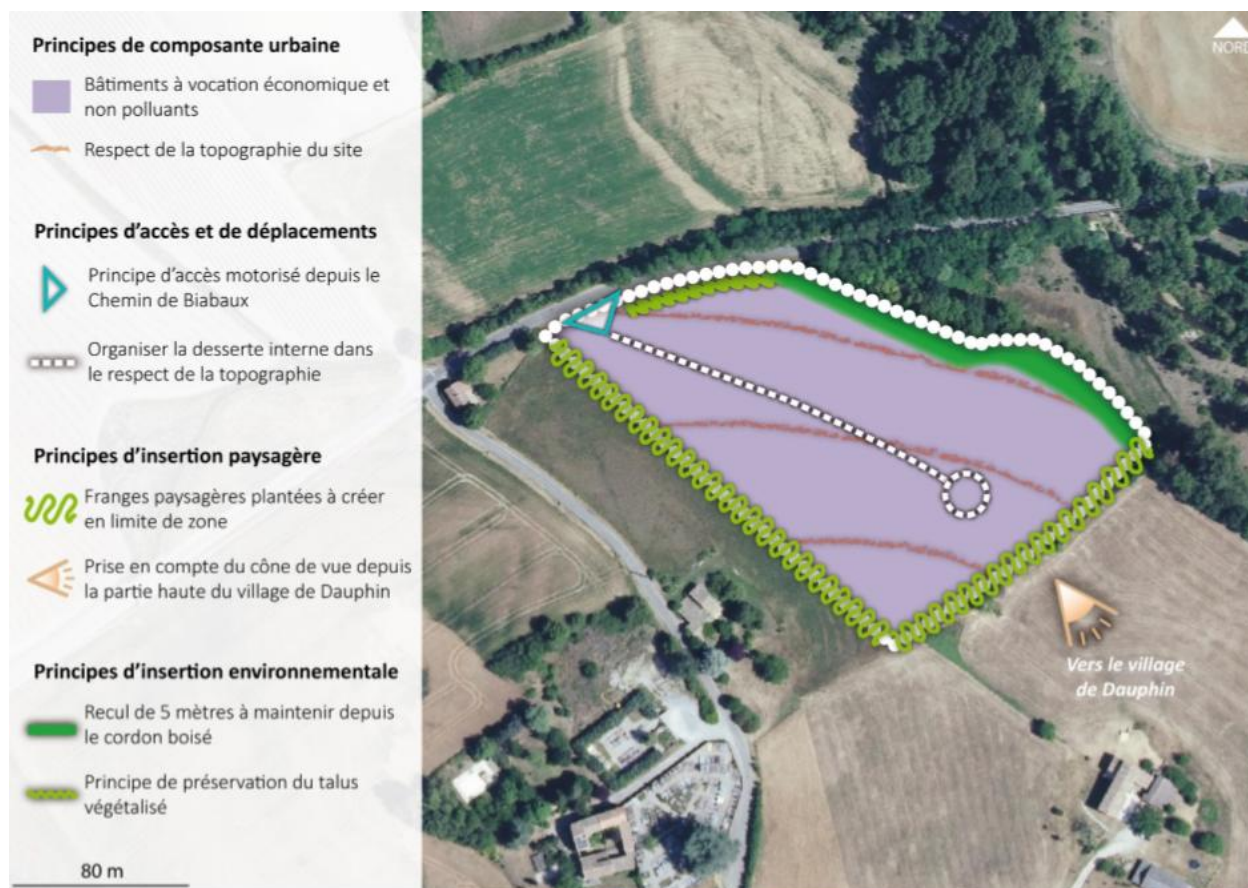 Principes de composante urbaine
Bâtiments à vocation économique et
non polluants
Respect de la topographie du site
Principes d'accès et de déplacements
Principe d'accès motorisé depuis le
Chemin de Biabaux
Organiser la desserte interne dans
le respect de la topographie
Principes d'insertion paysagère
Franges paysagères plantées à créer
en limite de zone
Prise en compte du cône de vue depuis
la partie haute du village de Dauphin
Principes d'insertion environnementale
Recul de 5 mètres à maintenir depuis
le cordon boisé
Principe de préservation du talus
végétalisé
80 m
NORD
Vers le village
de Dauphin